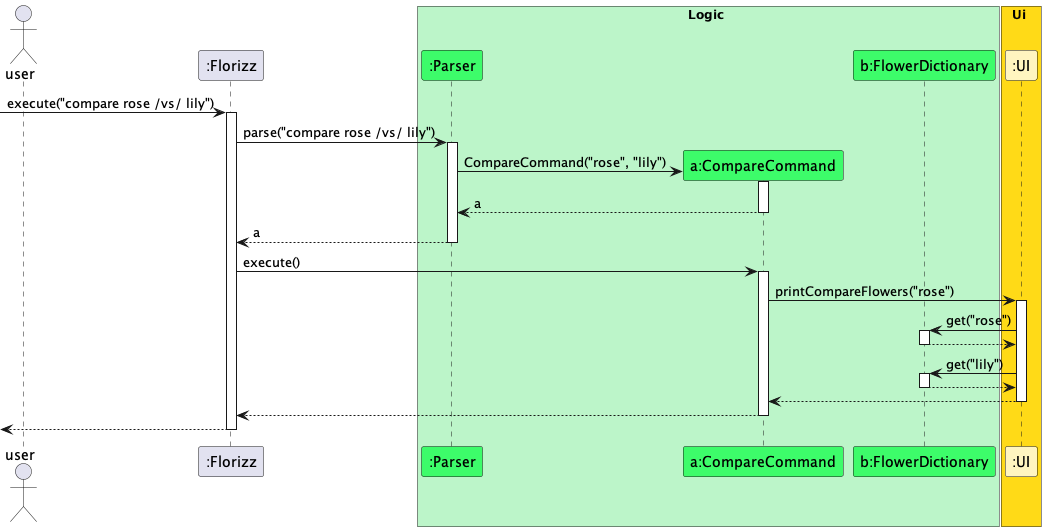 Logic
Ui
user
:Florizz
:Parser
b:FlowerDictionary
:UI
execute("compare rose /vs/ lily")
parse("compare rose /vs/ lily")
CompareCommand("rose", "lily")
a:CompareCommand
a
a
execute()
printCompareFlowers("rose")
get("rose")
get("lily")
user
:Florizz
:Parser
a:CompareCommand
b:FlowerDictionary
:UI